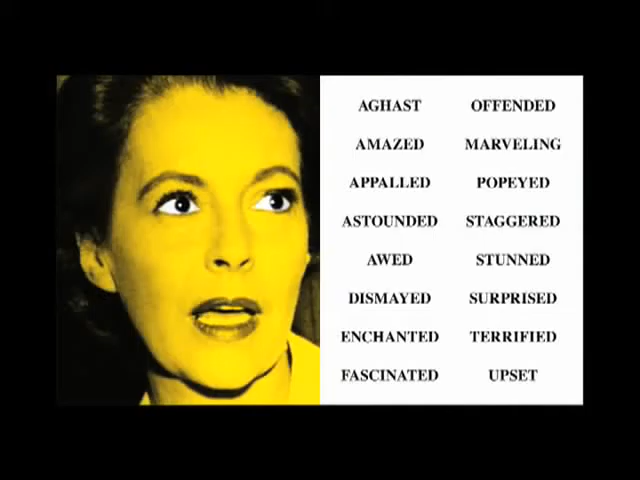 AGHAST OFFENDED
AMAZED MARVELING
APPALLED POPEYED
ASTOUNDED STAGGERED
AWED STUNNED
DISMAYED SURPRISED
ENCHANTED TERRIFIED
FASCINATED UPSET